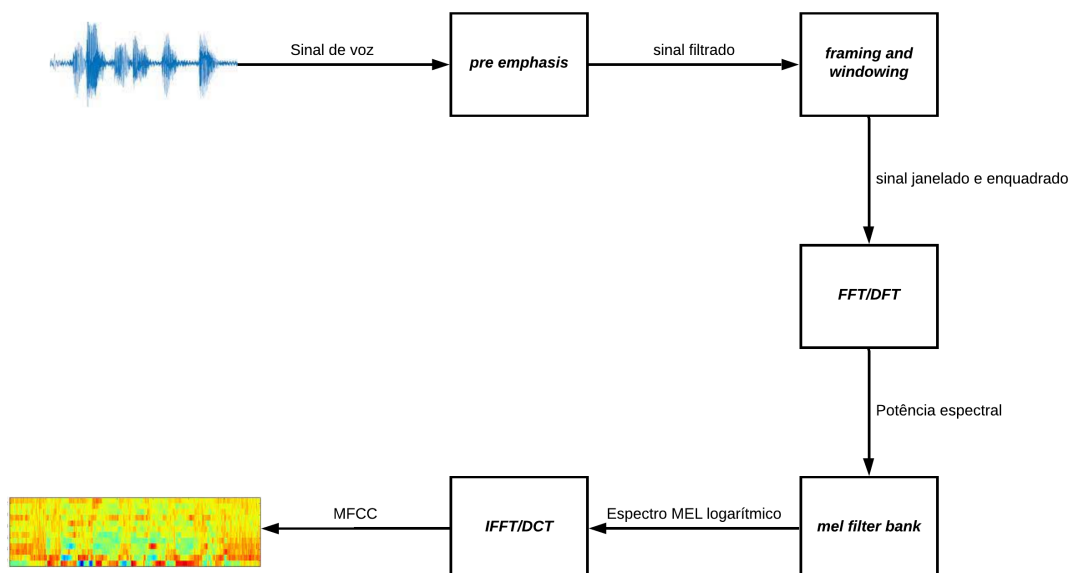 Sinal de voz
pre emphasis
sinal filtrado
framing and
windowing
sinal janelado e enquadrado
FFT/DFT
Potência espectral
mel filter bank
Espectro MEL logarítmico
IFFT/DCT
MFCC